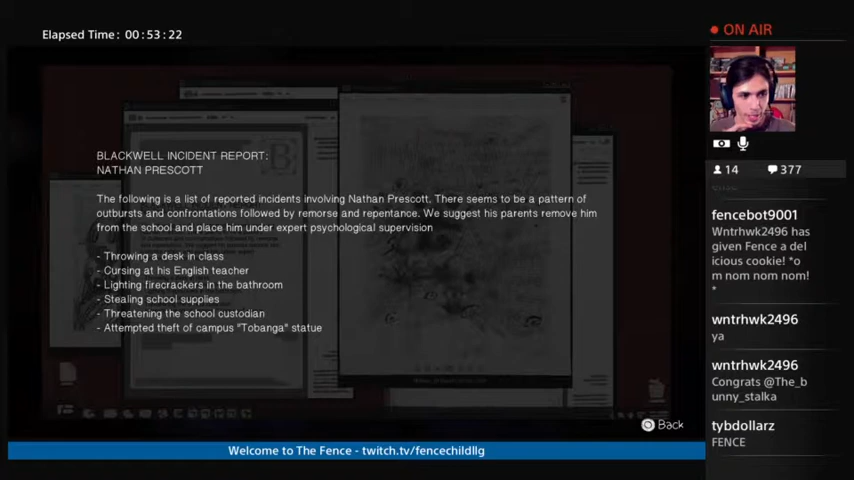 Elapsed Time: 00:53:22
ON AIR
BLACKWELL INCIDENT REPORT:
NATHAN PRESCOTT
The following is a list of reported incidents involving Nathan Prescott. There seems to be a pattern of
outbursts and confrontations followed by remorse and repentance. We suggest his parents remove him
from the school and place him under expert psychological supervision
- Throwing a desk in class
- Cursing at his English teacher
- Lighting firecrackers in the bathroom
- Stealing school supplies
- Threatening the school custodian
- Attempted theft of campus "Tobanga" statue
Back
Welcome to The Fence - twitch.tv/fencechildllg
14 377
fencebot9001
Wntrhwk2496 has
given Fence a del
icious cookie! *o
m nom nom nom!
*
wntrhwk2496
ya
wntrhwk2496
Congrats @The_b
unny_stalka
tybdollarz
FENCE